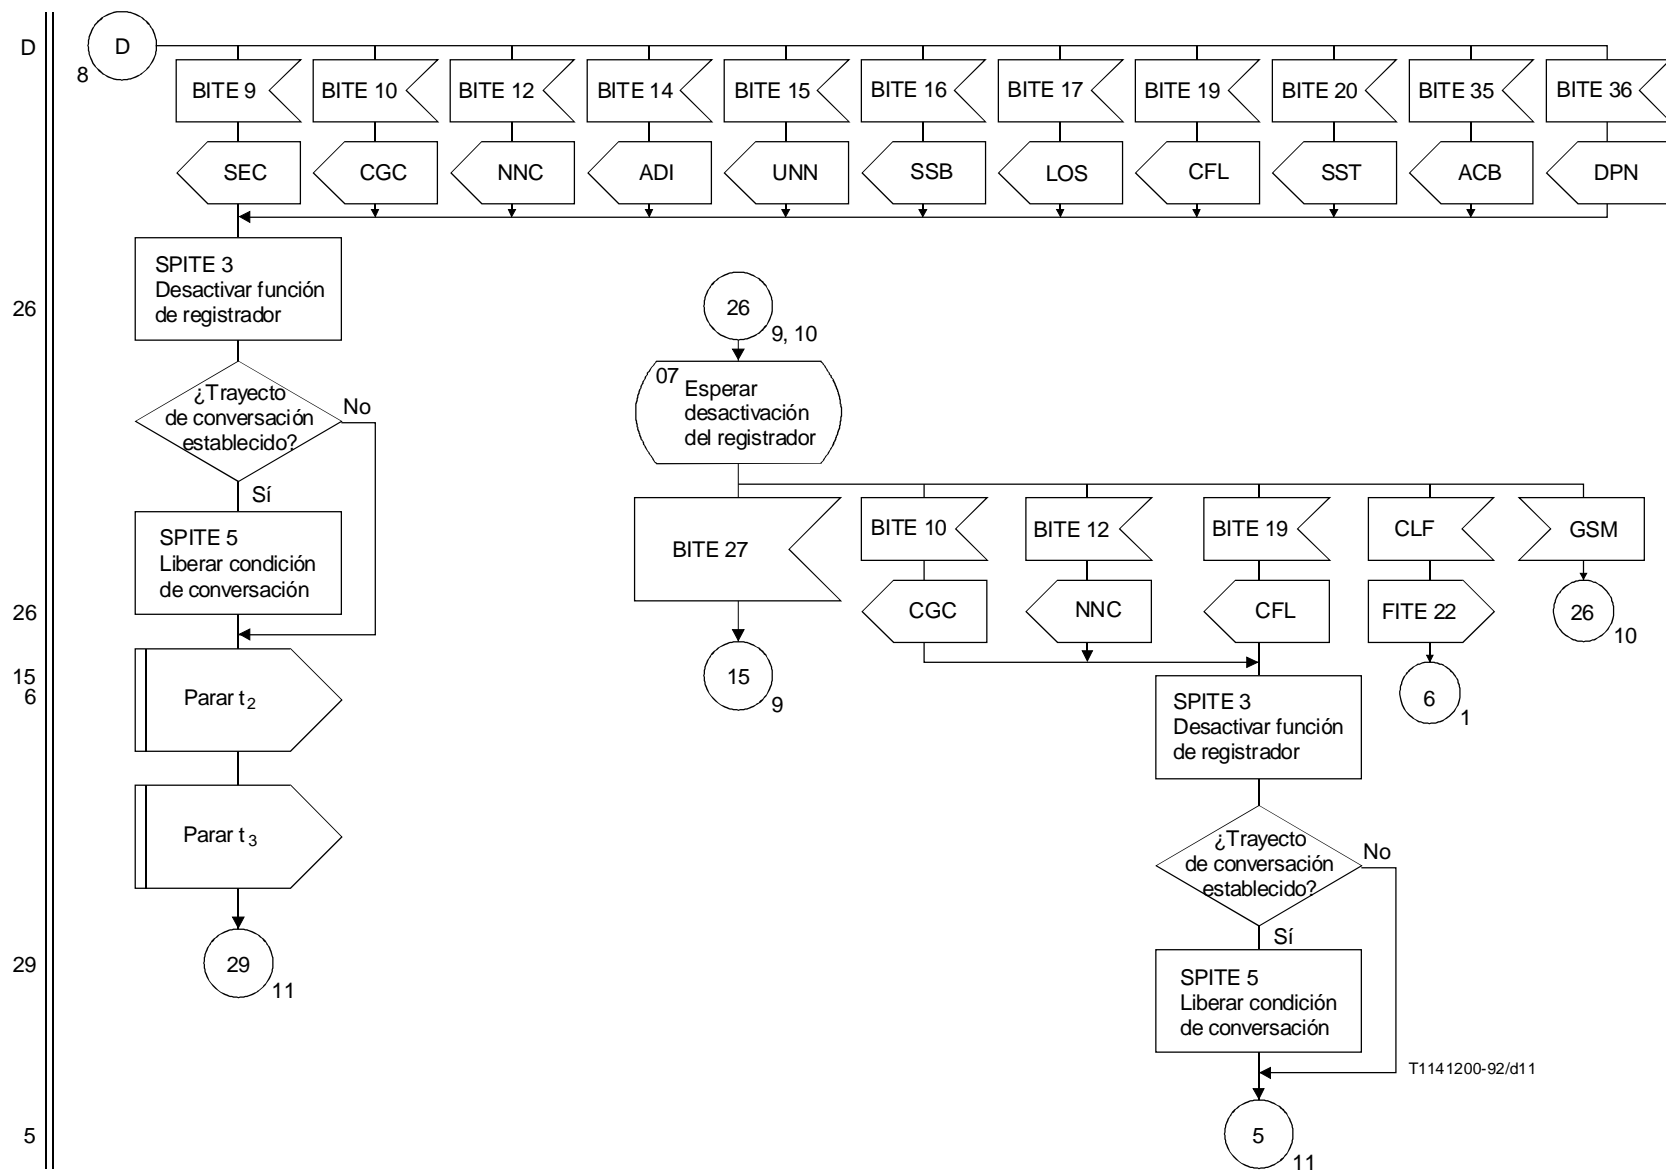 D
D
8
BITE 9
BITE 10
BITE 12
BITE 14
BITE 15
BITE 16
BITE 17
BITE 19
BITE 20
BITE 35
BITE 36
SEC
CGC
NNC
ADI
UNN
SSB
LOS
CFL
SST
ACB
DPN
26
SPITE 3
Desactivar función
de registrador
¿Trayecto
de conversación
establecido?
No
Sí
SPITE 5
Liberar condición
de conversación
26
15
6
Parar t2
Parar t3
29
29
11
26
9, 10
07
Esperar
desactivación
del registrador
BITE 27
BITE 10
BITE 12
BITE 19
CLF
GSM
CGC
NNC
CFL
FITE 22
26
10
15
9
6
1
SPITE 3
Desactivar función
de registrador
¿Trayecto
de conversación
establecido?
No
Sí
SPITE 5
Liberar condición
de conversación
T1141200-92/d11
5
5
11